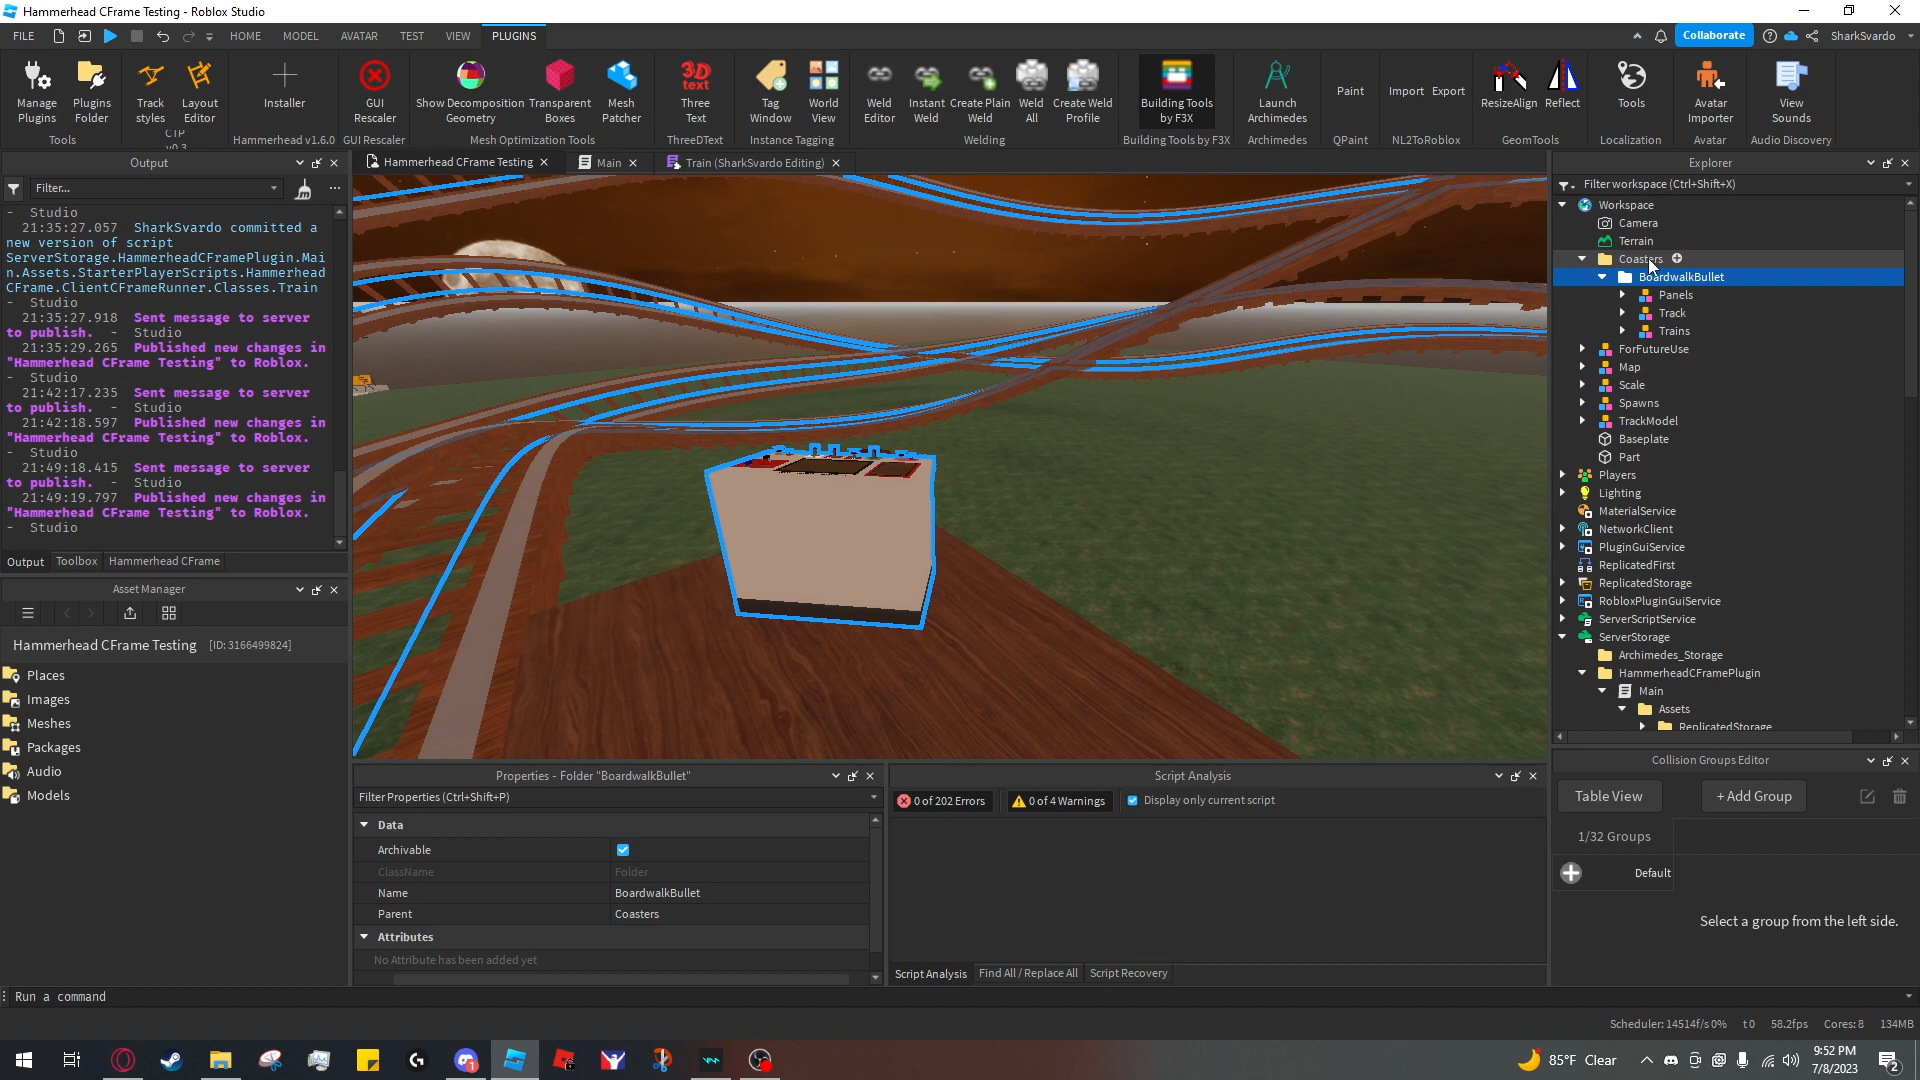 Hammerhead CFrame Testing - Roblox Studio
FILE HOME MODEL AVATAR TEST VIEW PLUGINS Collaborate SharkSvardo
Manage Plugins
Plugins Folder
Tools
Track styles
Layout Editor
CTP v0.3
Installer
Hammerhead v1.6.0
GUI Rescaler
GUI Rescaler
Show Decomposition Geometry
Transparent Boxes
Mesh Patcher
Mesh Optimization Tools
3D text
Three Text
ThreeDText
Tag Window
World View
Instance Tagging
Weld Editor
Instant Weld
Create Plain Weld
Weld All
Create Weld Profile
Welding
Building Tools by F3X
Building Tools by F3X
Launch Archimedes
Archimedes
Paint
QPaint
Import Export
NL2ToRoblox
ResizeAlign Reflect
GeomTools
Tools
Localization
Avatar Importer
Avatar
View Sounds
Audio Discovery
Output
Filter...
- Studio
21:35:27.057 SharkSvardo committed a
new version of script
ServerStorage.HammerheadCFramePlugin.Mai
n.Assets.StarterPlayerScripts.Hammerhead
CFrame.ClientCFrameRunner.Classes.Train
- Studio
21:35:27.918 Sent message to server
to publish. - Studio
21:35:29.265 Published new changes in
"Hammerhead CFrame Testing" to Roblox.
- Studio
21:42:17.235 Sent message to server
to publish. - Studio
21:42:18.597 Published new changes in
"Hammerhead CFrame Testing" to Roblox.
- Studio
21:49:18.415 Sent message to server
to publish. - Studio
21:49:19.797 Published new changes in
"Hammerhead CFrame Testing" to Roblox.
- Studio
Output Toolbox Hammerhead CFrame
Asset Manager
Hammerhead CFrame Testing [ID: 3166499824]
Places
Images
Meshes
Packages
Audio
Models
Hammerhead CFrame Testing Main Train (SharkSvardo Editing)
Properties - Folder "BoardwalkBullet"
Filter Properties (Ctrl+Shift+P)
Data
Archivable
ClassName Folder
Name BoardwalkBullet
Parent Coasters
Attributes
No Attribute has been added yet
Script Analysis
0 of 202 Errors 0 of 4 Warnings Display only current script
Script Analysis Find All / Replace All Script Recovery
Explorer
Filter workspace (Ctrl+Shift+X)
Workspace
Camera
Terrain
Coasters
BoardwalkBullet
Panels
Track
Trains
ForFutureUse
Map
Scale
Spawns
TrackModel
Baseplate
Part
Players
Lighting
MaterialService
NetworkClient
PluginGuiService
ReplicatedFirst
ReplicatedStorage
RobloxPluginGuiService
ServerScriptService
ServerStorage
Archimedes_Storage
HammerheadCFramePlugin
Main
Assets
ReplicatedStorage
Collision Groups Editor
Table View + Add Group
1/32 Groups
Default
Select a group from the left side.
Run a command
Scheduler: 14514f/s 0% t0 58.2fps Cores: 8 134MB
85°F Clear
9:52 PM
7/8/2023
2
1